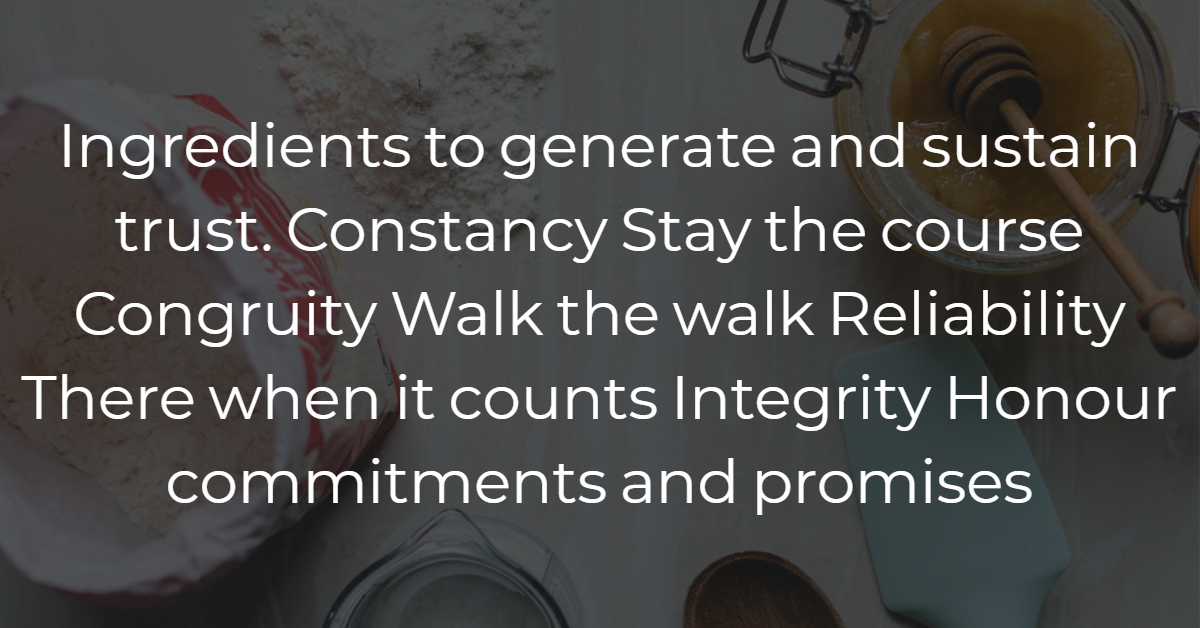 Ingredients to generate and sustain
trust. Constancy Stay the course
Congruity Walk the walk Reliability
There when it counts Integrity Honour
commitments and promises